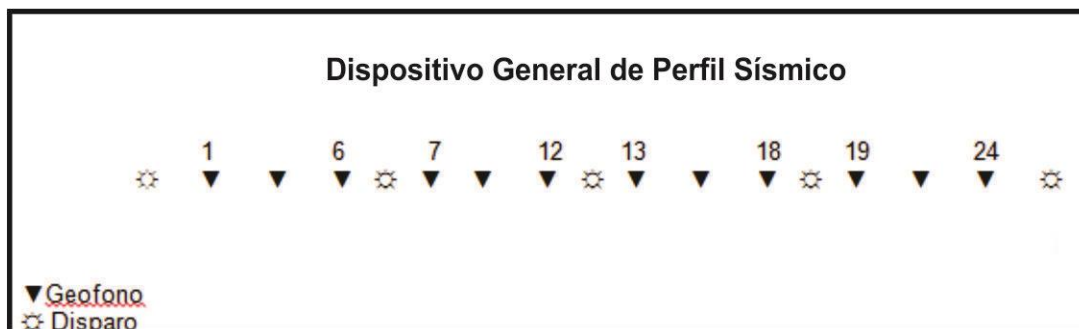 Dispositivo General de Perfil Sísmico
1 6 7 12 13 18 19 24
Geofono
Disparo